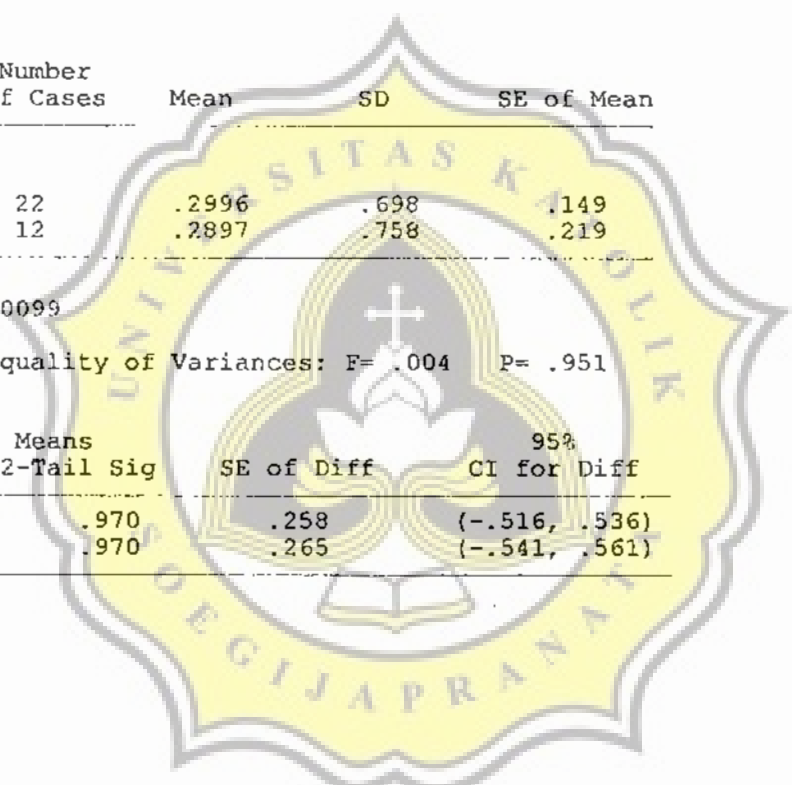 Number
f Cases Mean SD SE of Mean
22 .2996 .698 .149
12 .2897 .758 .219
0099
quality of Variances: F= .004 P= .951
Means 95%
2-Tail Sig SE of Diff CI for Diff
.970 .258 (-.516, .536)
.970 .265 (-.541, .561)
UNIVERSITAS KATOLIK
SOEGIJAPRANATA